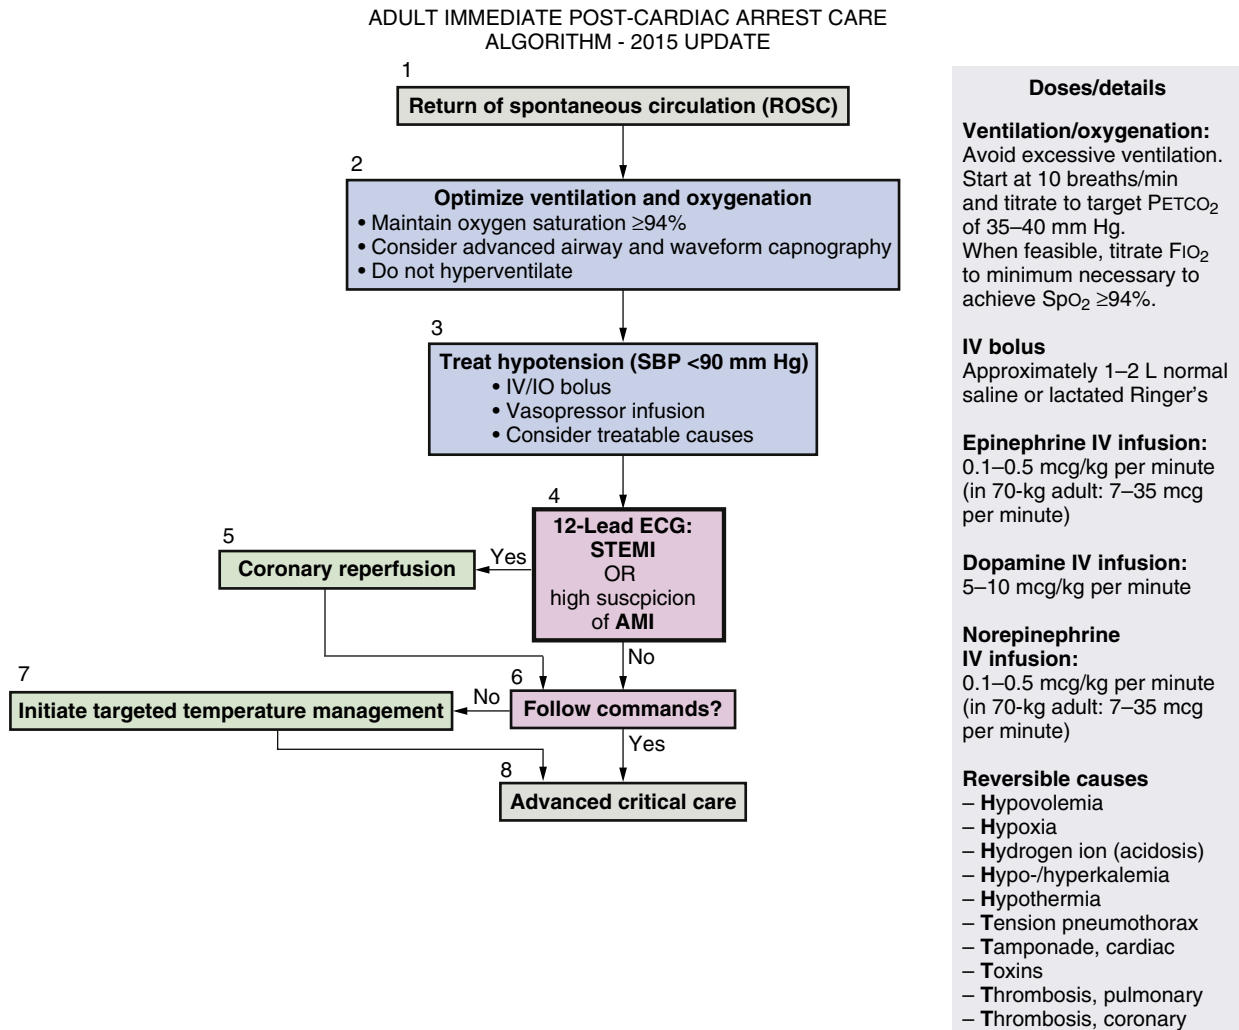 ADULT IMMEDIATE POST-CARDIAC ARREST CARE
ALGORITHM - 2015 UPDATE
1
Return of spontaneous circulation (ROSC)
2
Optimize ventilation and oxygenation
• Maintain oxygen saturation ≥94%
• Consider advanced airway and waveform capnography
• Do not hyperventilate
3
Treat hypotension (SBP <90 mm Hg)
• IV/IO bolus
• Vasopressor infusion
• Consider treatable causes
4
12-Lead ECG:
STEMI
OR
high suscpicion
of AMI
Yes
5
Coronary reperfusion
No
6
Follow commands?
No
7
Initiate targeted temperature management
Yes
8
Advanced critical care
Doses/details
Ventilation/oxygenation:
Avoid excessive ventilation.
Start at 10 breaths/min
and titrate to target PETCO2
of 35–40 mm Hg.
When feasible, titrate FIO2
to minimum necessary to
achieve SpO2 ≥94%.
IV bolus
Approximately 1–2 L normal
saline or lactated Ringer's
Epinephrine IV infusion:
0.1–0.5 mcg/kg per minute
(in 70-kg adult: 7–35 mcg
per minute)
Dopamine IV infusion:
5–10 mcg/kg per minute
Norepinephrine
IV infusion:
0.1–0.5 mcg/kg per minute
(in 70-kg adult: 7–35 mcg
per minute)
Reversible causes
– Hypovolemia
– Hypoxia
– Hydrogen ion (acidosis)
– Hypo-/hyperkalemia
– Hypothermia
– Tension pneumothorax
– Tamponade, cardiac
– Toxins
– Thrombosis, pulmonary
– Thrombosis, coronary